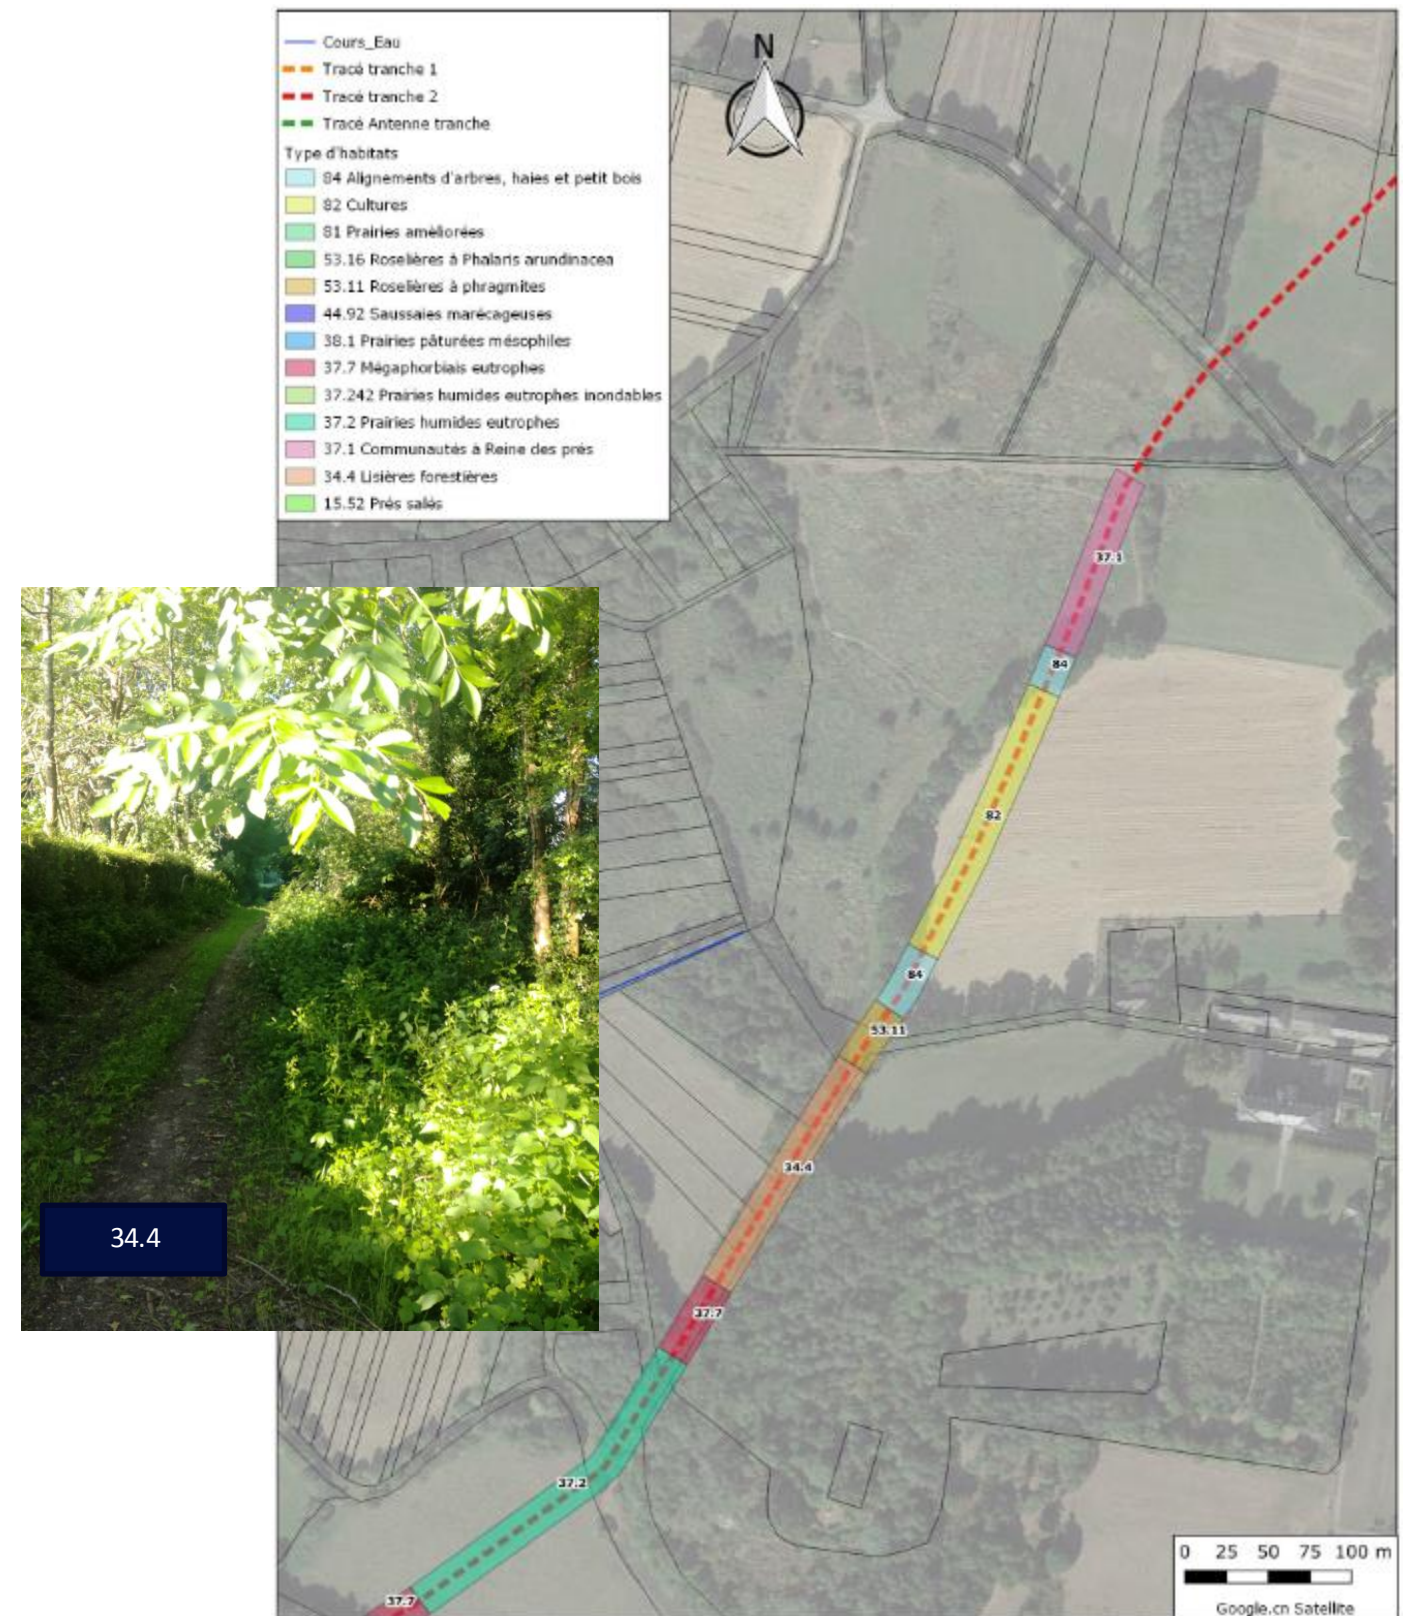 Cours_Eau
Tracé tranche 1
Tracé tranche 2
Tracé Antenne tranche
Type d'habitats
84 Alignements d'arbres, haies et petit bois
82 Cultures
81 Prairies améliorées
53.16 Roselières à Phalaris arundinacea
53.11 Roselières à phragmites
44.92 Saussaies marécageuses
38.1 Prairies pâturées mésophiles
37.7 Mégaphorbiais eutrophes
37.242 Prairies humides eutrophes inondables
37.2 Prairies humides eutrophes
37.1 Communautés à Reine des prés
34.4 Lisières forestières
15.52 Prés salés
N
37.1
84
82
84
53.11
34.4
34.4
37.7
37.2
37.7
0 25 50 75 100 m
Google.cn Satellite